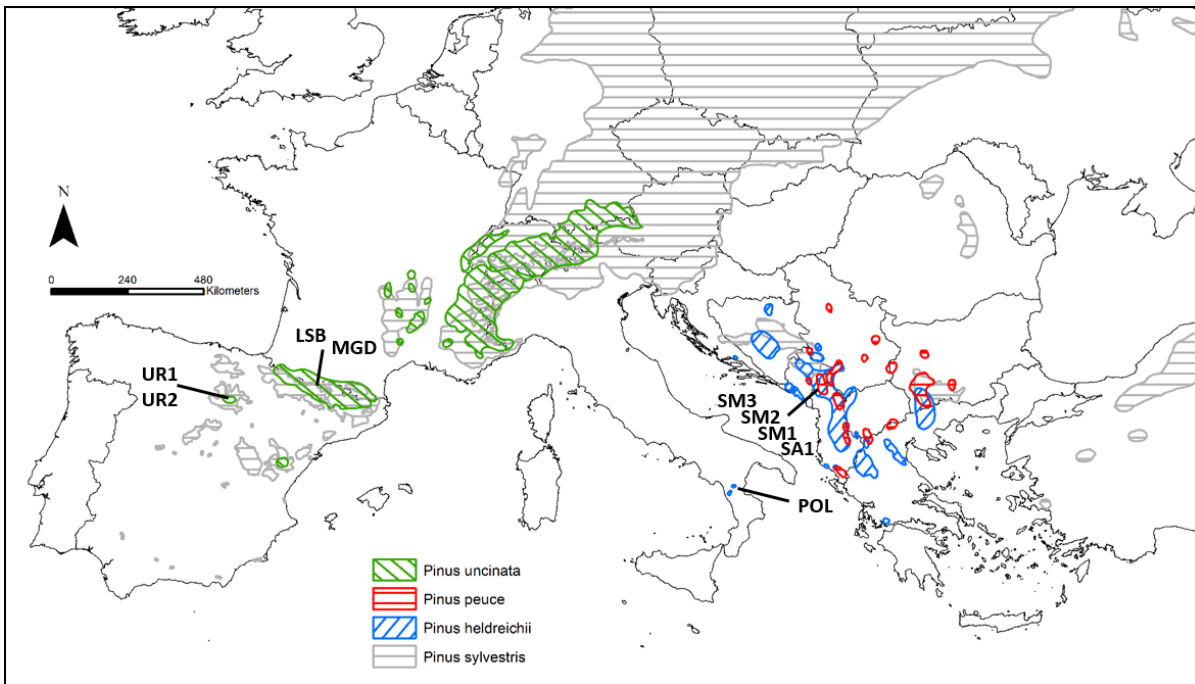 N
0 240 480
Kilometers
LSB
MGD
UR1
UR2
SM3
SM2
SM1
SA1
POL
Pinus uncinata
Pinus peuce
Pinus heldreichii
Pinus sylvestris